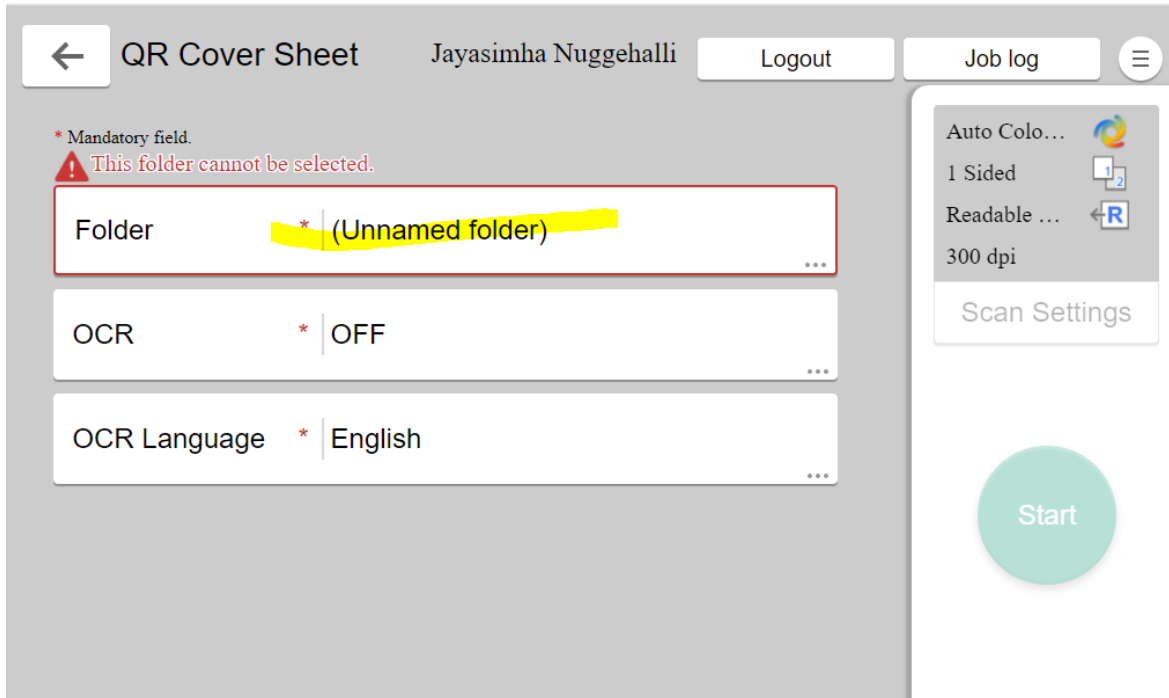 QR Cover Sheet Jayasimha Nuggehalli Logout Job log
* Mandatory field.
This folder cannot be selected.
Folder * (Unnamed folder)
OCR * OFF
OCR Language * English
Auto Colo...
1 Sided
Readable ...
300 dpi
Scan Settings
Start